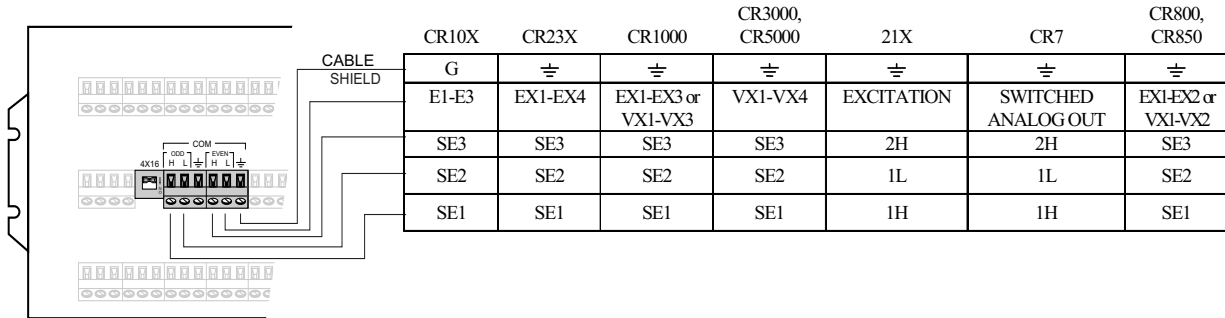 CR3000, CR800,
CR10X CR23X CR1000 CR5000 21X CR7 CR850
CABLE
SHIELD
G ⏚ ⏚ ⏚ ⏚ ⏚ ⏚
E1-E3 EX1-EX4 EX1-EX3 or VX1-VX4 EXCITATION SWITCHED EX1-EX2 or
VX1-VX3 ANALOG OUT VX1-VX2
SE3 SE3 SE3 SE3 2H 2H SE3
SE2 SE2 SE2 SE2 1L 1L SE2
SE1 SE1 SE1 SE1 1H 1H SE1
COM
ODD EVEN
4X16 H L ⏚ H L ⏚